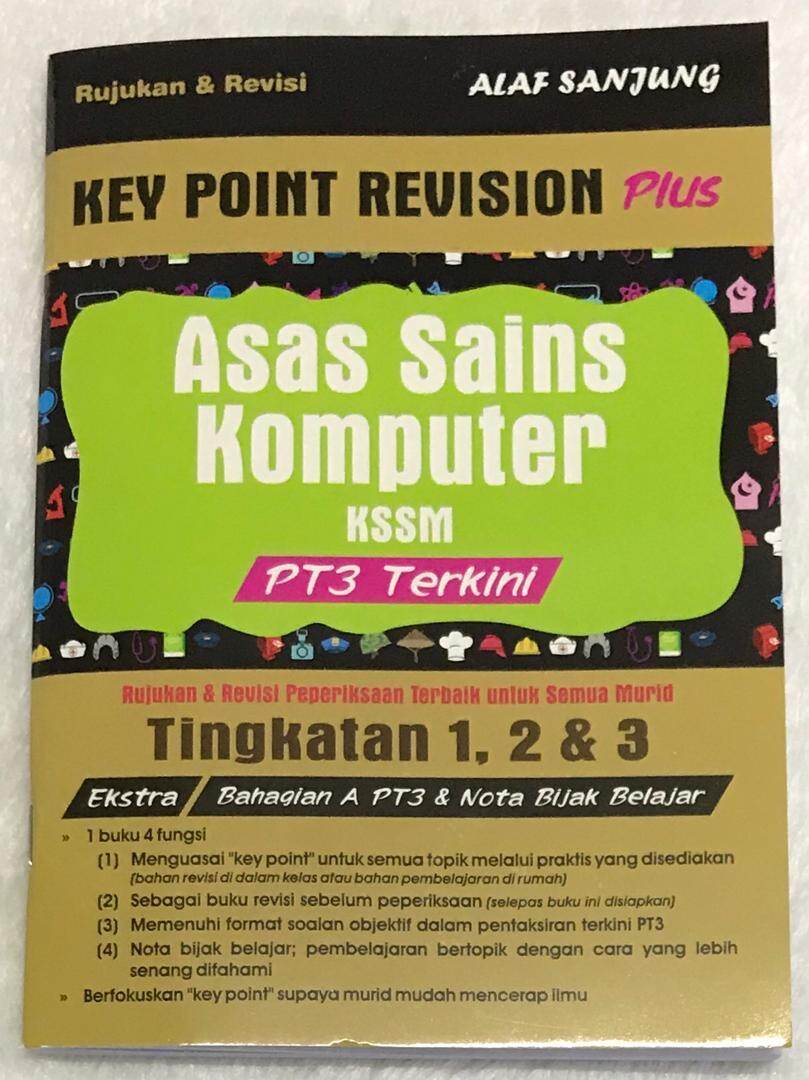 Rujukan & Revisi
ALAF SANJUNG
KEY POINT REVISION Plus
Asas Sains
Komputer
KSSM
PT3 Terkini
Rujukan & Revisi Peperiksaan Terbaik untuk Semua Murid
Tingkatan 1, 2 & 3
Ekstra / Bahagian A PT3 & Nota Bijak Belajar
» 1 buku 4 fungsi
(1) Menguasai "key point" untuk semua topik melalui praktis yang disediakan
(bahan revisi di dalam kelas atau bahan pembelajaran di rumah)
(2) Sebagai buku revisi sebelum peperiksaan (selepas buku ini disiapkan)
(3) Memenuhi format soalan objektif dalam pentaksiran terkini PT3
(4) Nota bijak belajar; pembelajaran bertopik dengan cara yang lebih
senang difahami
» Berfokuskan "key point" supaya murid mudah mencerap ilmu